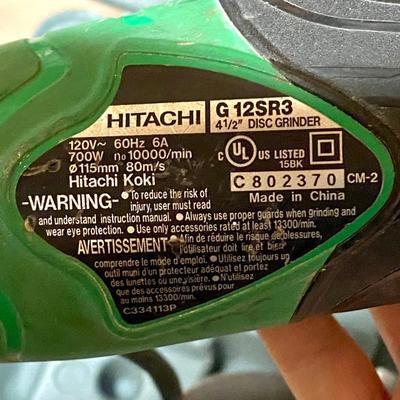 HITACHI
G 12SR3
4 1/2" DISC GRINDER
120V~ 60Hz 6A
700W no 10000/min
ø115mm 80m/s
Hitachi Koki
C UL US LISTED
15BK
C802370 CM-2
Made in China
-WARNING- •To reduce the risk of
injury, user must read
and understand instruction manual. •Always use proper guards when grinding and
wear eye protection. •Use only accessories rated at least 13300/min.
AVERTISSEMENT •Afin de réduire le risque de blessures,
l'utilisateur doit lire et bien
comprendre le mode d'emploi. •Utilisez toujours un
outil muni d'un protecteur adéquat et portez
des lunettes ou une visière. •N'utilisez
que des accessoires prévus pour
au moins 13300/min.
C334113P